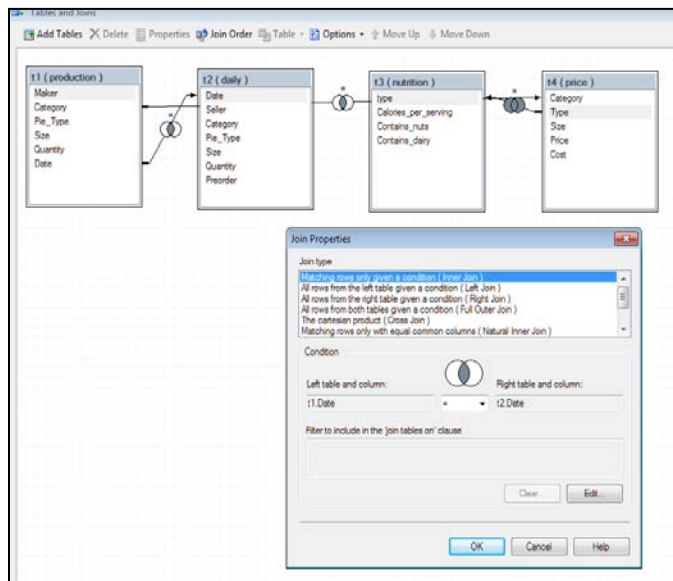 Tables and Joins
Add Tables Delete Properties Join Order Table Options Move Up Move Down
t1 ( production )
Maker
Category
Pie_Type
Size
Quantity
Date
t2 ( daily )
Date
Seller
Category
Pie_Type
Size
Quantity
Preorder
t3 ( nutrition )
type
Calories_per_serving
Contains_nuts
Contains_dairy
t4 ( price )
Category
Type
Size
Price
Cost
Join Properties
Join type
Matching rows only given a condition ( Inner Join )
All rows from the left table given a condition ( Left Join )
All rows from the right table given a condition ( Right Join )
All rows from both tables given a condition ( Full Outer Join )
The cartesian product ( Cross Join )
Matching rows only with equal common columns ( Natural Inner Join )
Condition
Left table and column:
Right table and column:
t1.Date
=
t2.Date
Filter to include in the 'join tables on' clause
Clear...
Edit...
OK
Cancel
Help